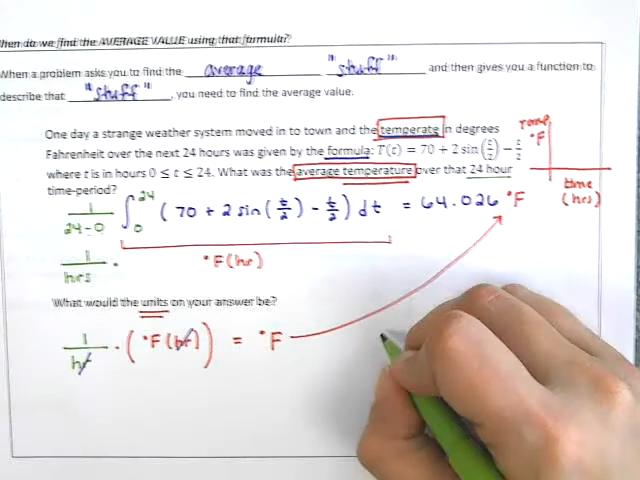 When do we find the AVERAGE VALUE using that formula?
When a problem asks you to find the average "stuff" and then gives you a function to
describe that "stuff", you need to find the average value.
One day a strange weather system moved in to town and the temperate in degrees
Fahrenheit over the next 24 hours was given by the formula: T(t) = 70 + 2 sin(t/2) − t/2
where t is in hours 0 ≤ t ≤ 24. What was the average temperature over that 24 hour
time-period?
Temp °F
time (hrs)
1/(24-0) ∫₀²⁴ (70 + 2 sin(t/2) - t/2) dt = 64.026 °F
1/hrs · °F(hr)
What would the units on your answer be?
1/hr · (°F(hr)) = °F